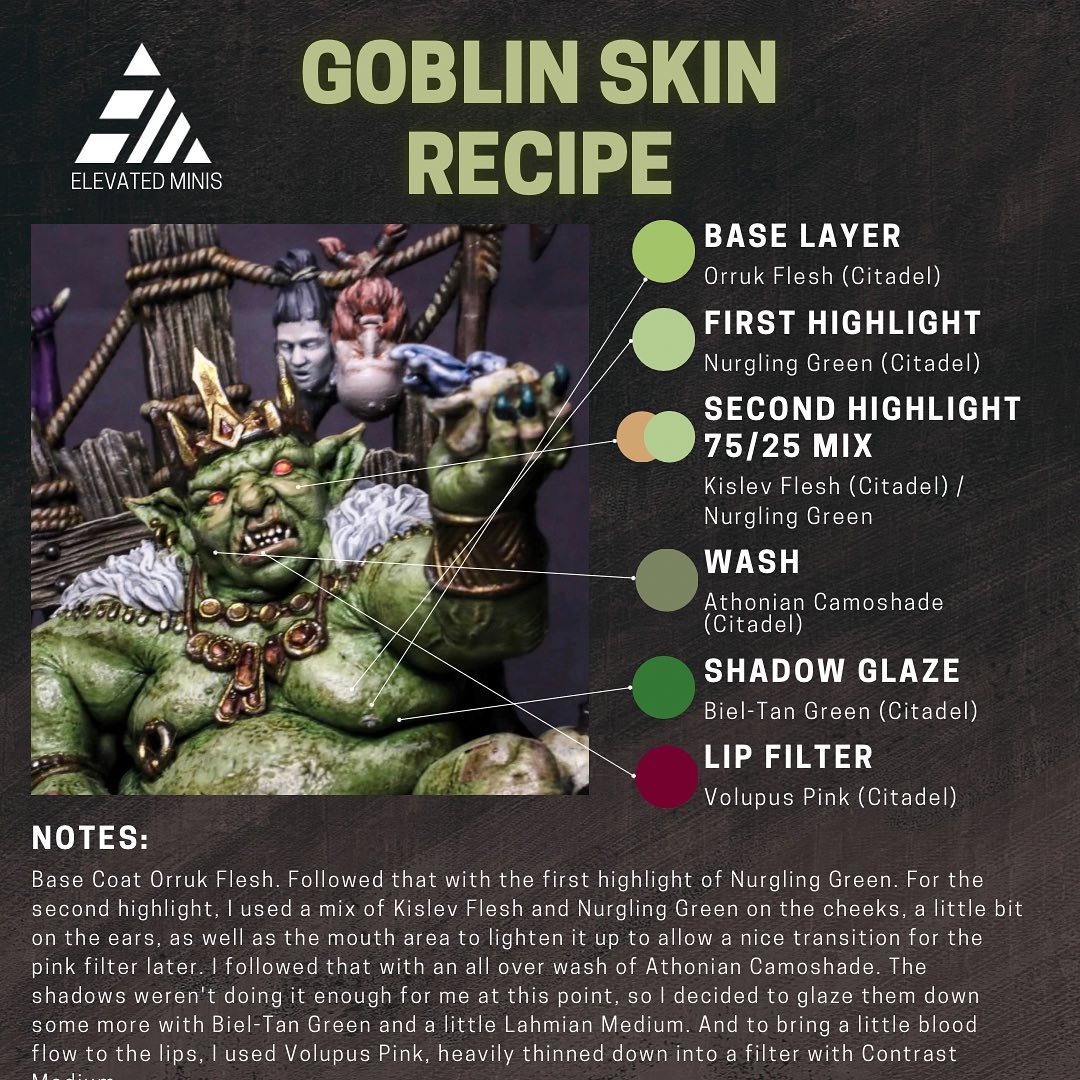 GOBLIN SKIN
RECIPE
ELEVATED MINIS
BASE LAYER
Orruk Flesh (Citadel)
FIRST HIGHLIGHT
Nurgling Green (Citadel)
SECOND HIGHLIGHT
75/25 MIX
Kislev Flesh (Citadel) /
Nurgling Green
WASH
Athonian Camoshade
(Citadel)
SHADOW GLAZE
Biel-Tan Green (Citadel)
LIP FILTER
Volupus Pink (Citadel)
NOTES:
Base Coat Orruk Flesh. Followed that with the first highlight of Nurgling Green. For the
second highlight, I used a mix of Kislev Flesh and Nurgling Green on the cheeks, a little bit
on the ears, as well as the mouth area to lighten it up to allow a nice transition for the
pink filter later. I followed that with an all over wash of Athonian Camoshade. The
shadows weren't doing it enough for me at this point, so I decided to glaze them down
some more with Biel-Tan Green and a little Lahmian Medium. And to bring a little blood
flow to the lips, I used Volupus Pink, heavily thinned down into a filter with Contrast
Medium